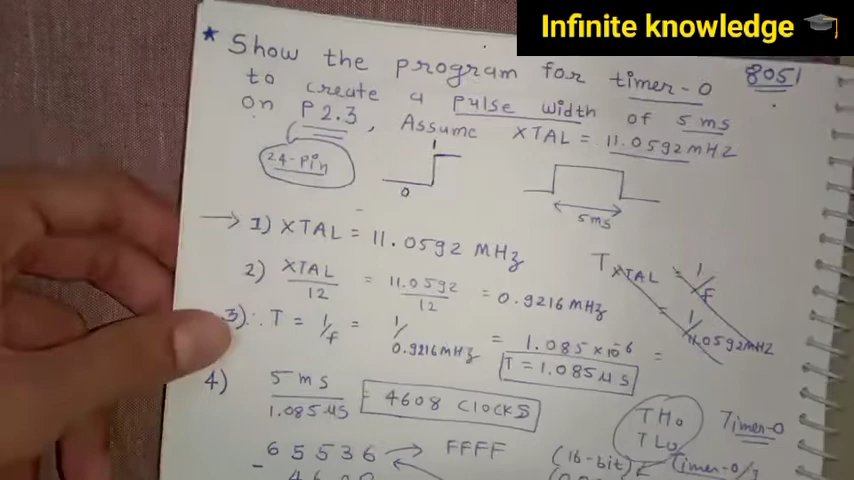 Infinite knowledge
* Show the program for timer-0 8051
to create a pulse width of 5 ms
on P2.3, Assume XTAL = 11.0592 MHz
24-Pin
1
0
5ms
→ 1) XTAL = 11.0592 MHz
2) XTAL/12 = 11.0592/12 = 0.9216 MHz
T XTAL = 1/f
= 1/11.0592MHz
3) ∴ T = 1/f = 1/0.9216MHz = 1.085 × 10⁻⁶ =
T = 1.085 μs
4) 5 ms/1.085 μs = 4608 clocks
TH0 Timer-0
TL0
65536 → FFFF (16-bit) Timer-0/1